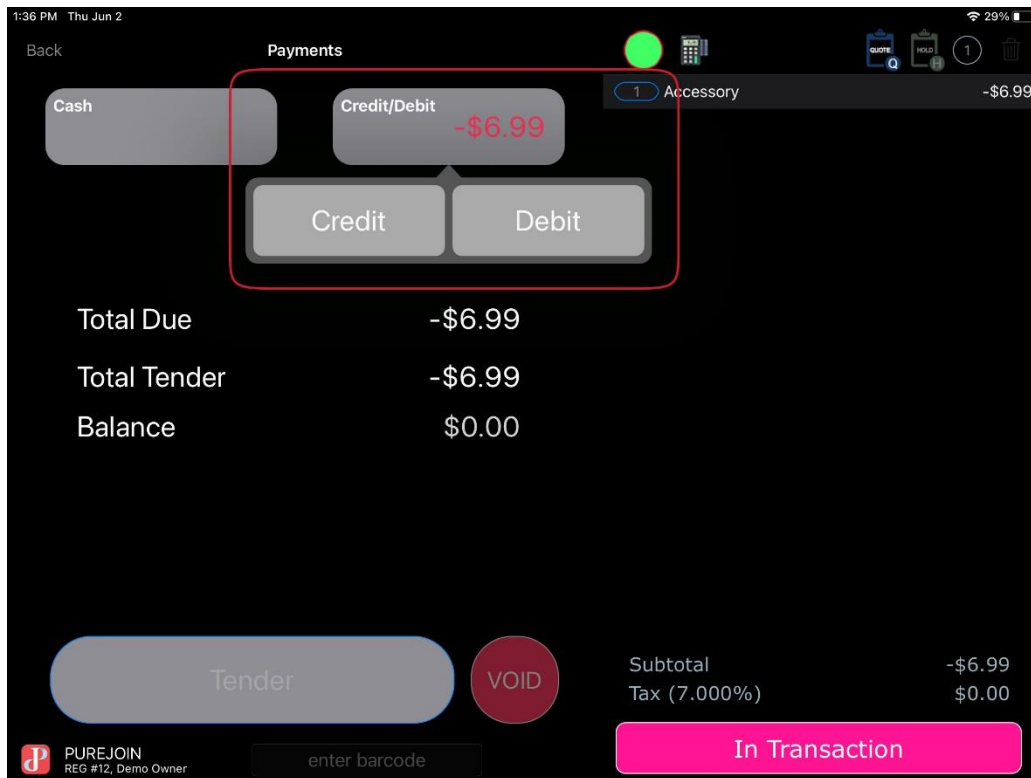 1:36 PM Thu Jun 2
29%
Back
Payments
QUOTE
Q
HOLD
H
1
Cash
Credit/Debit
-$6.99
1 Accessory -$6.99
Credit
Debit
Total Due -$6.99
Total Tender -$6.99
Balance $0.00
Tender
VOID
Subtotal -$6.99
Tax (7.000%) $0.00
In Transaction
PUREJOIN
REG #12, Demo Owner
enter barcode